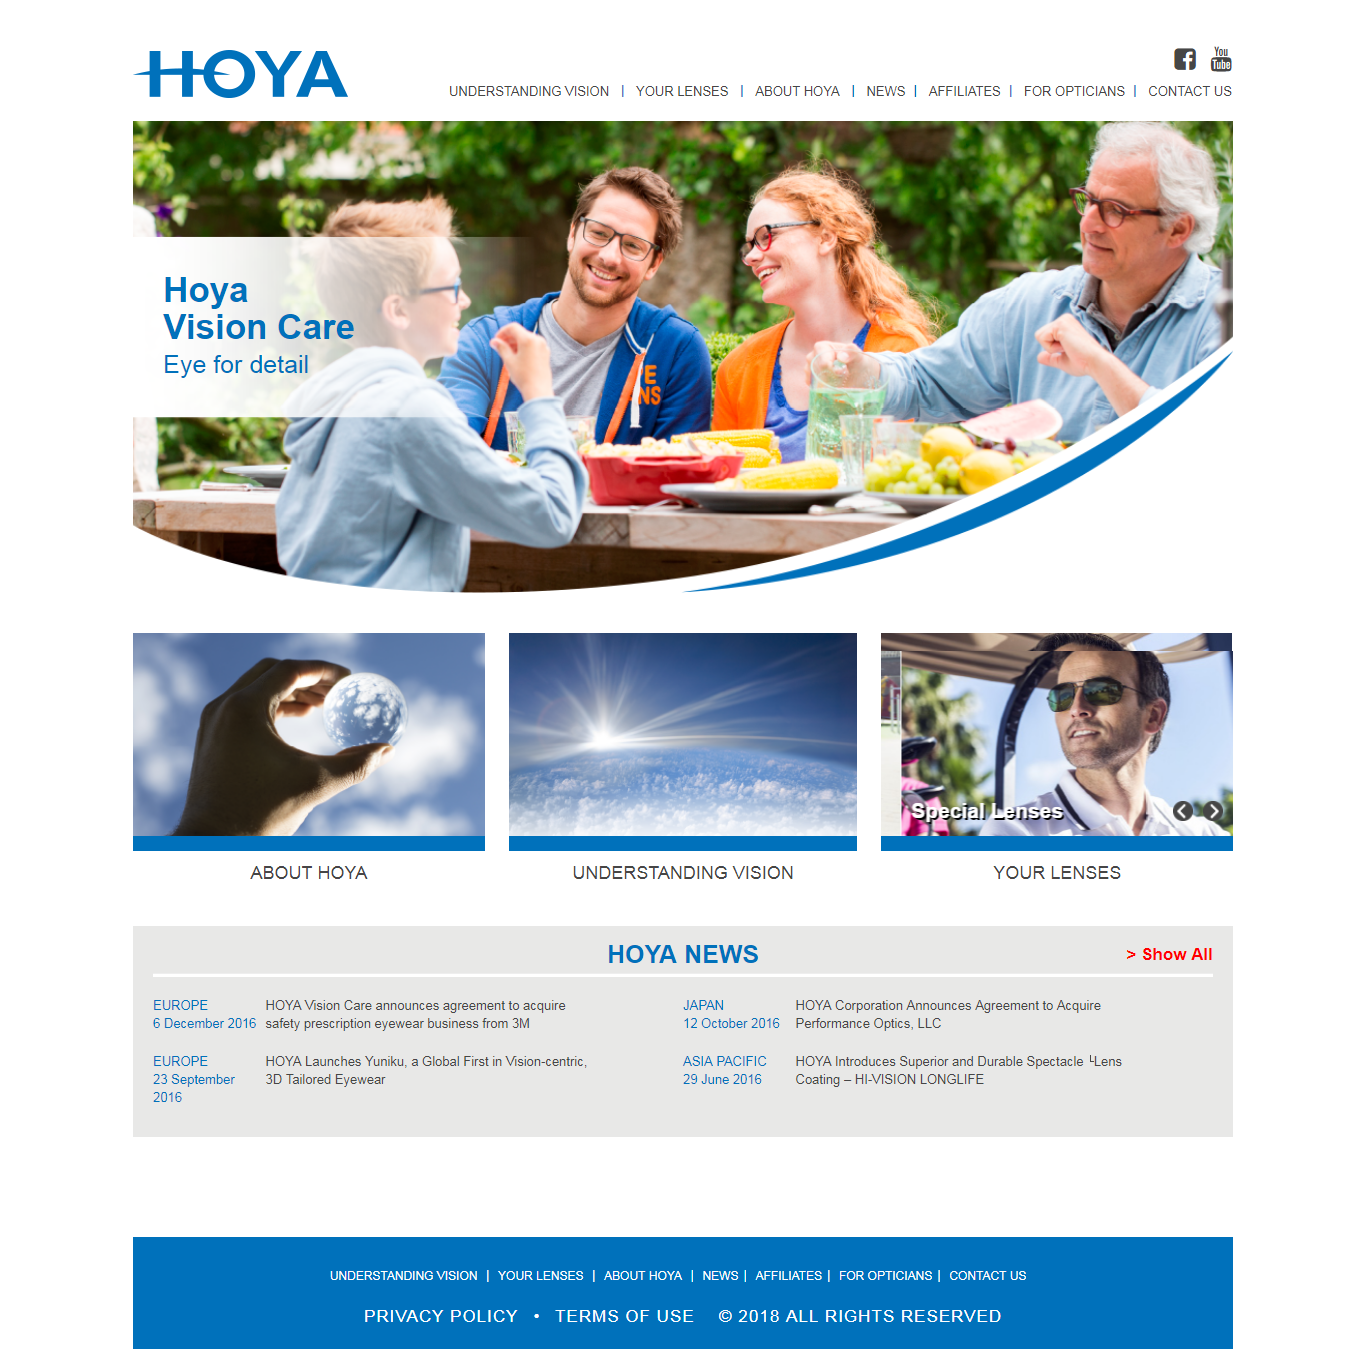 HOYA
You
Tube
UNDERSTANDING VISION | YOUR LENSES | ABOUT HOYA | NEWS | AFFILIATES | FOR OPTICIANS | CONTACT US
Hoya
Vision Care
Eye for detail
Special Lenses
ABOUT HOYA
UNDERSTANDING VISION
YOUR LENSES
HOYA NEWS
> Show All
EUROPE
6 December 2016
HOYA Vision Care announces agreement to acquire
safety prescription eyewear business from 3M
JAPAN
12 October 2016
HOYA Corporation Announces Agreement to Acquire
Performance Optics, LLC
EUROPE
23 September
2016
HOYA Launches Yuniku, a Global First in Vision-centric,
3D Tailored Eyewear
ASIA PACIFIC
29 June 2016
HOYA Introduces Superior and Durable Spectacle └Lens
Coating – HI-VISION LONGLIFE
UNDERSTANDING VISION | YOUR LENSES | ABOUT HOYA | NEWS | AFFILIATES | FOR OPTICIANS | CONTACT US
PRIVACY POLICY • TERMS OF USE © 2018 ALL RIGHTS RESERVED